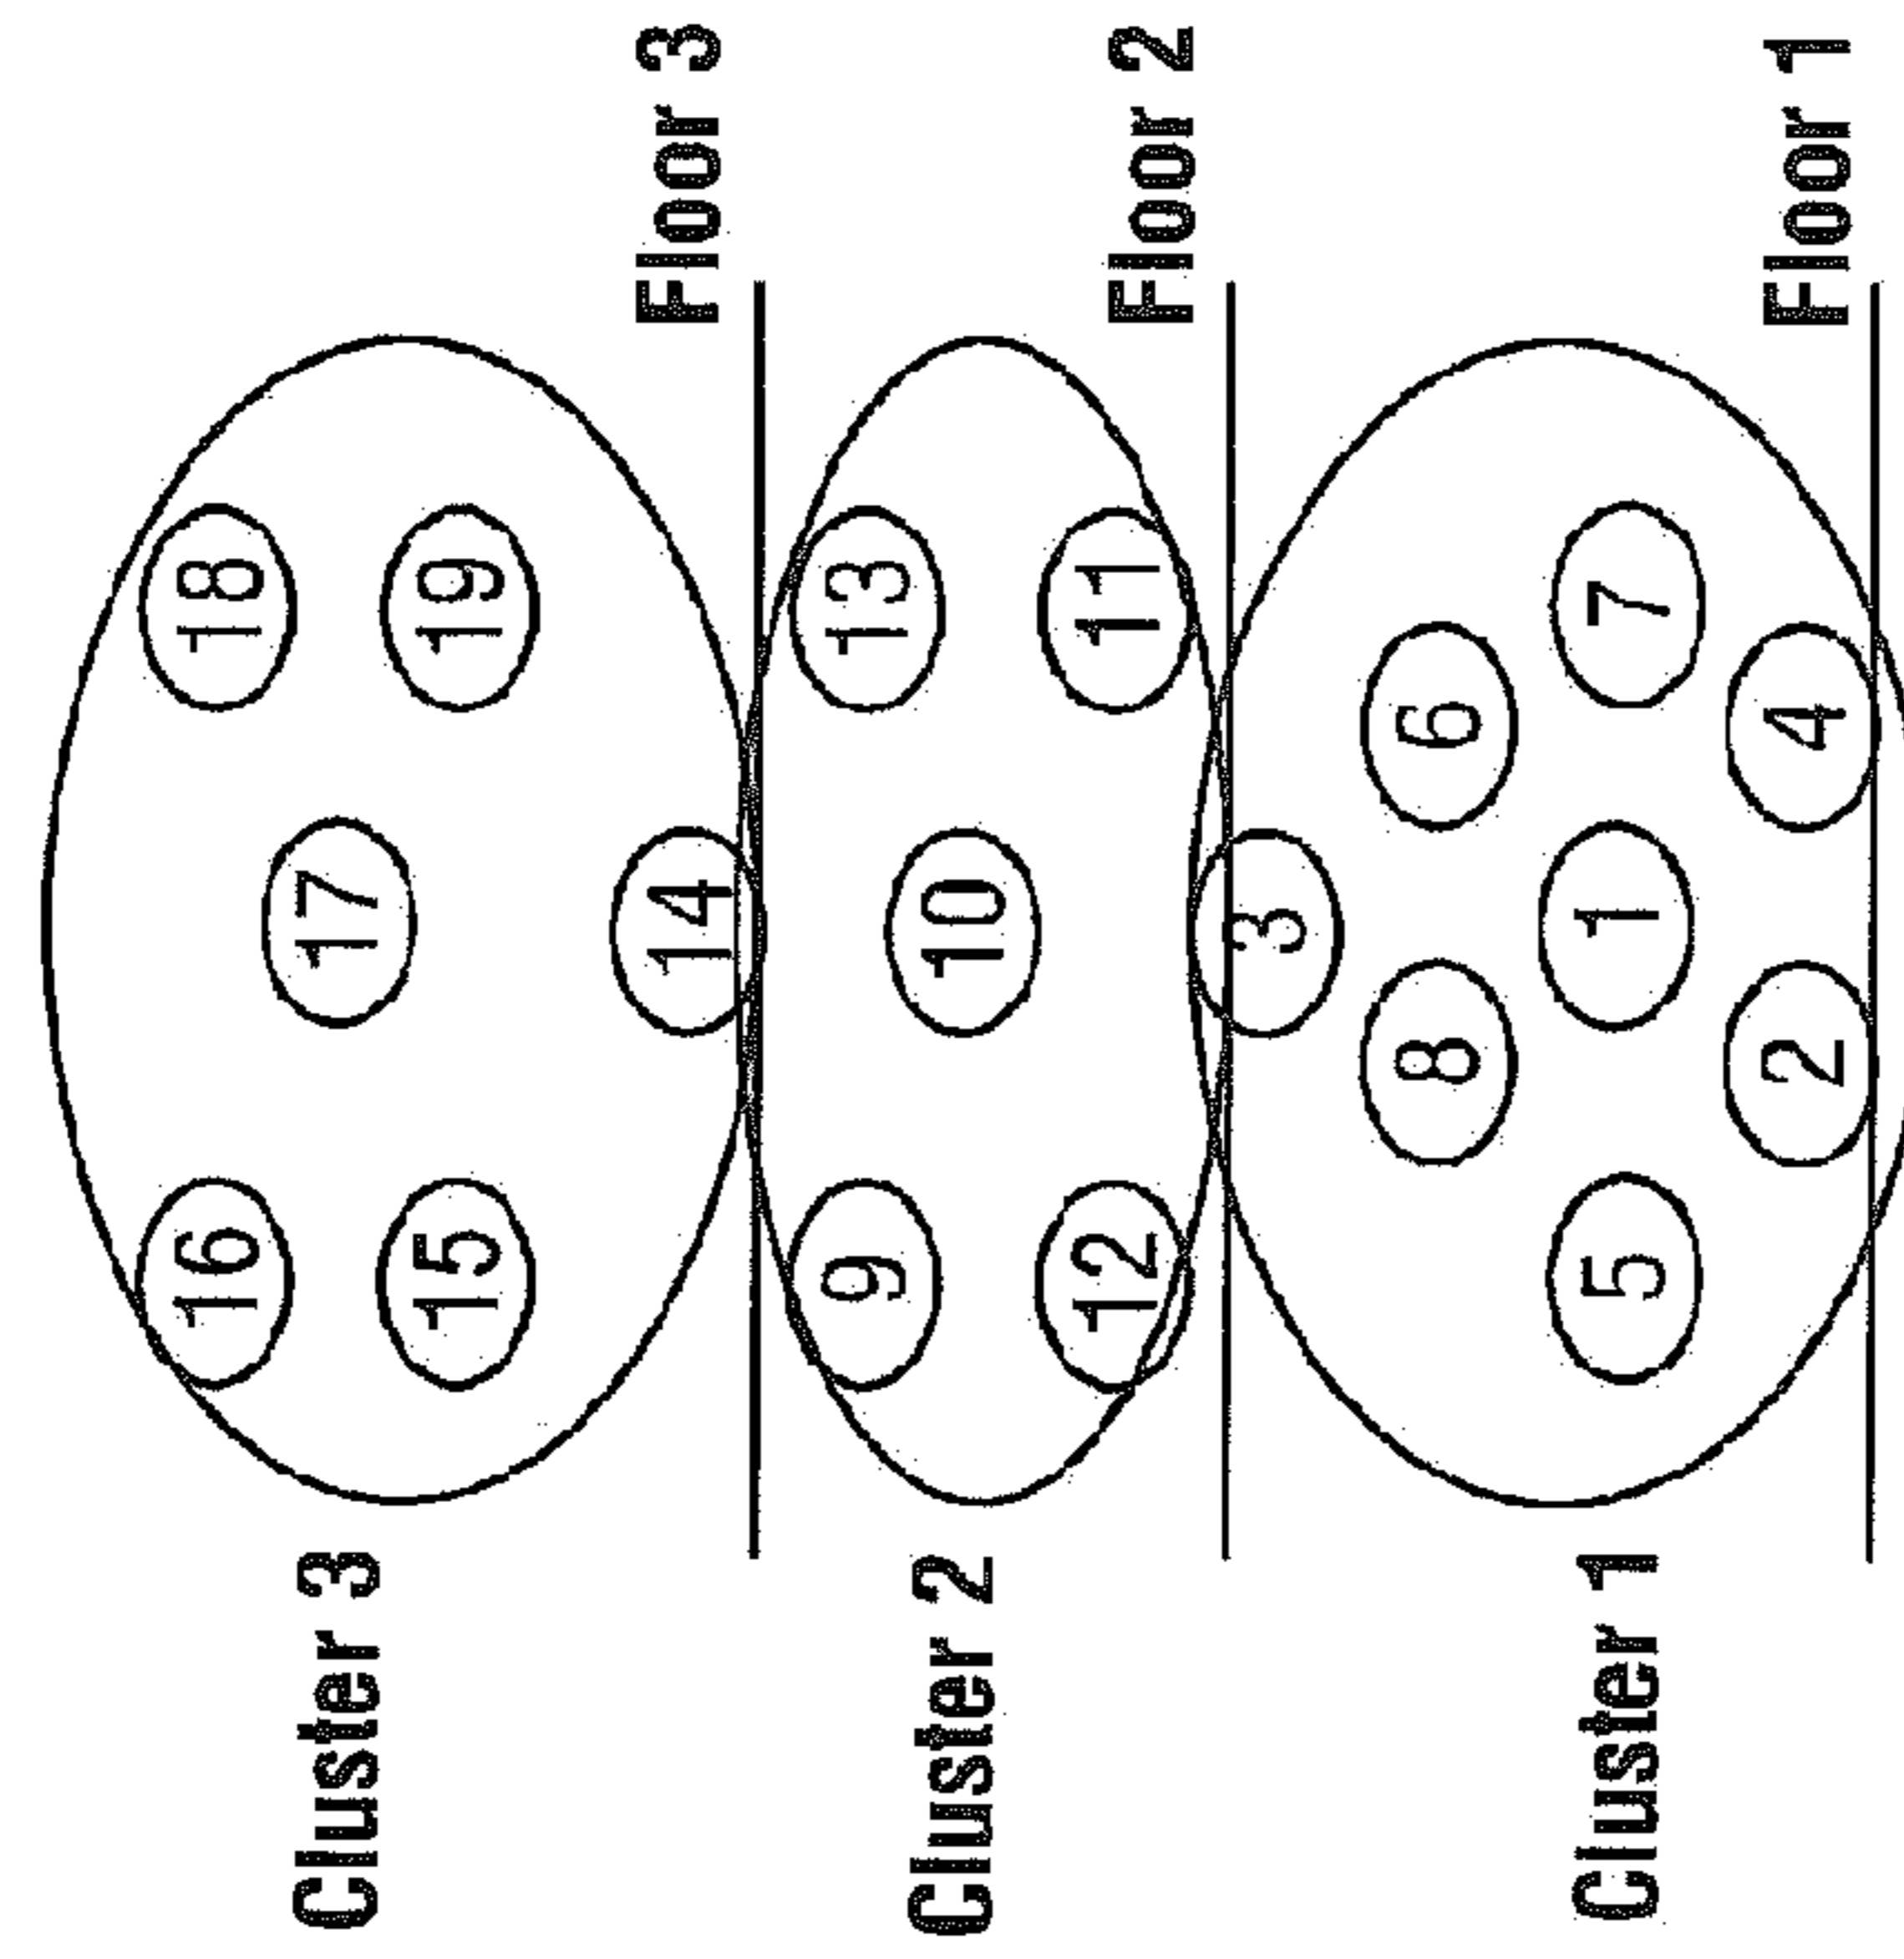 16 18
Cluster 3 17
15 19
14 Floor 3
9 13
Cluster 2 10
12 11 Floor 2
3
8 6
Cluster 1 5 1 7
2 4 Floor 1